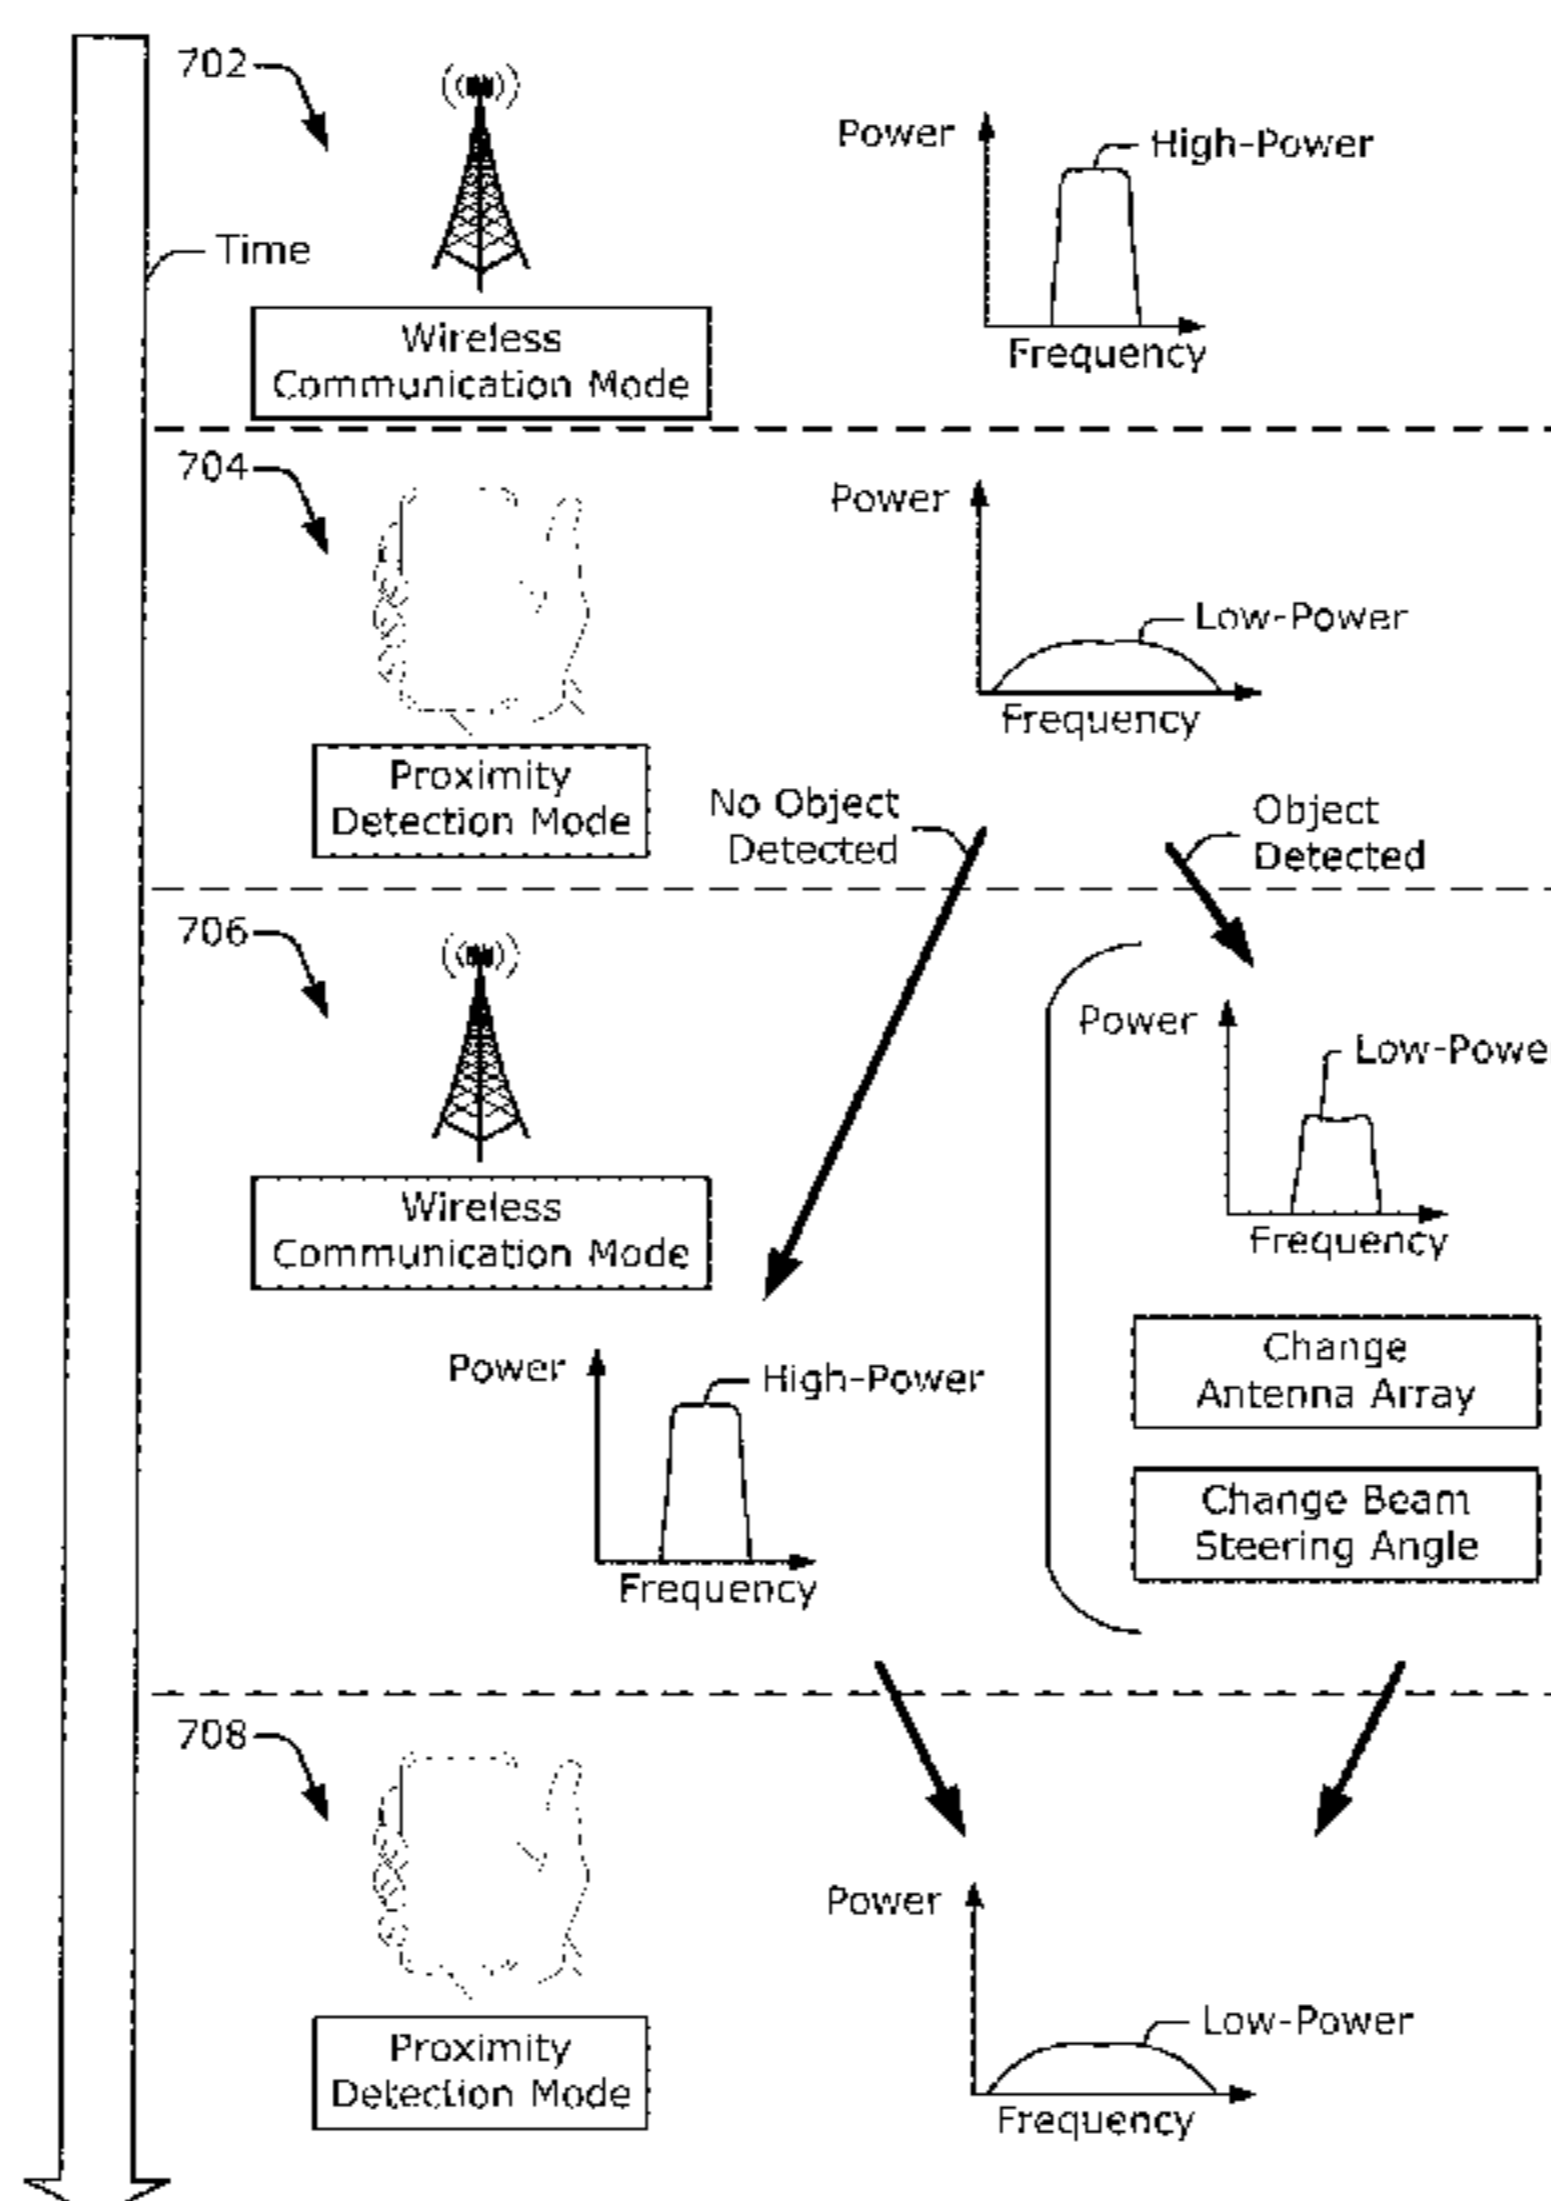 702
Power
High-Power
Time
Wireless
Communication Mode
Frequency
704
Power
Low-Power
Frequency
Proximity
Detection Mode
No Object
Detected
Object
Detected
706
Power
Low-Powe
Wireless
Communication Mode
Frequency
Change
Antenna Array
Power
High-Power
Change Beam
Steering Angle
Frequency
708
Power
Low-Power
Proximity
Detection Mode
Frequency